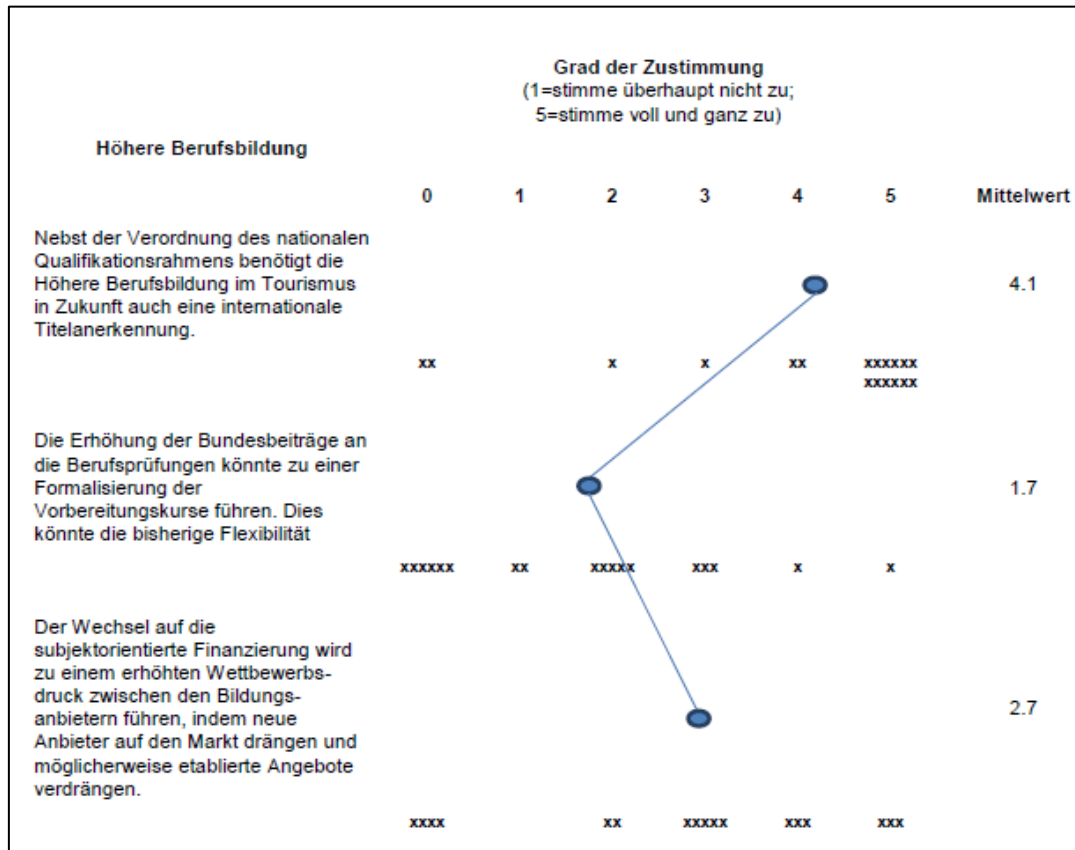 Grad der Zustimmung
(1=stimme überhaupt nicht zu;
5=stimme voll und ganz zu)
Höhere Berufsbildung
0 1 2 3 4 5 Mittelwert
Nebst der Verordnung des nationalen
Qualifikationsrahmens benötigt die
Höhere Berufsbildung im Tourismus
in Zukunft auch eine internationale
Titelanerkennung.
4.1
xx x x xx xxxxxx
xxxxxx
Die Erhöhung der Bundesbeiträge an
die Berufsprüfungen könnte zu einer
Formalisierung der
Vorbereitungskurse führen. Dies
könnte die bisherige Flexibilität
1.7
xxxxxx xx xxxxx xxx x x
Der Wechsel auf die
subjektorientierte Finanzierung wird
zu einem erhöhten Wettbewerbs-
druck zwischen den Bildungs-
anbietern führen, indem neue
Anbieter auf den Markt drängen und
möglicherweise etablierte Angebote
verdrängen.
2.7
xxxx xx xxxxx xxx xxx